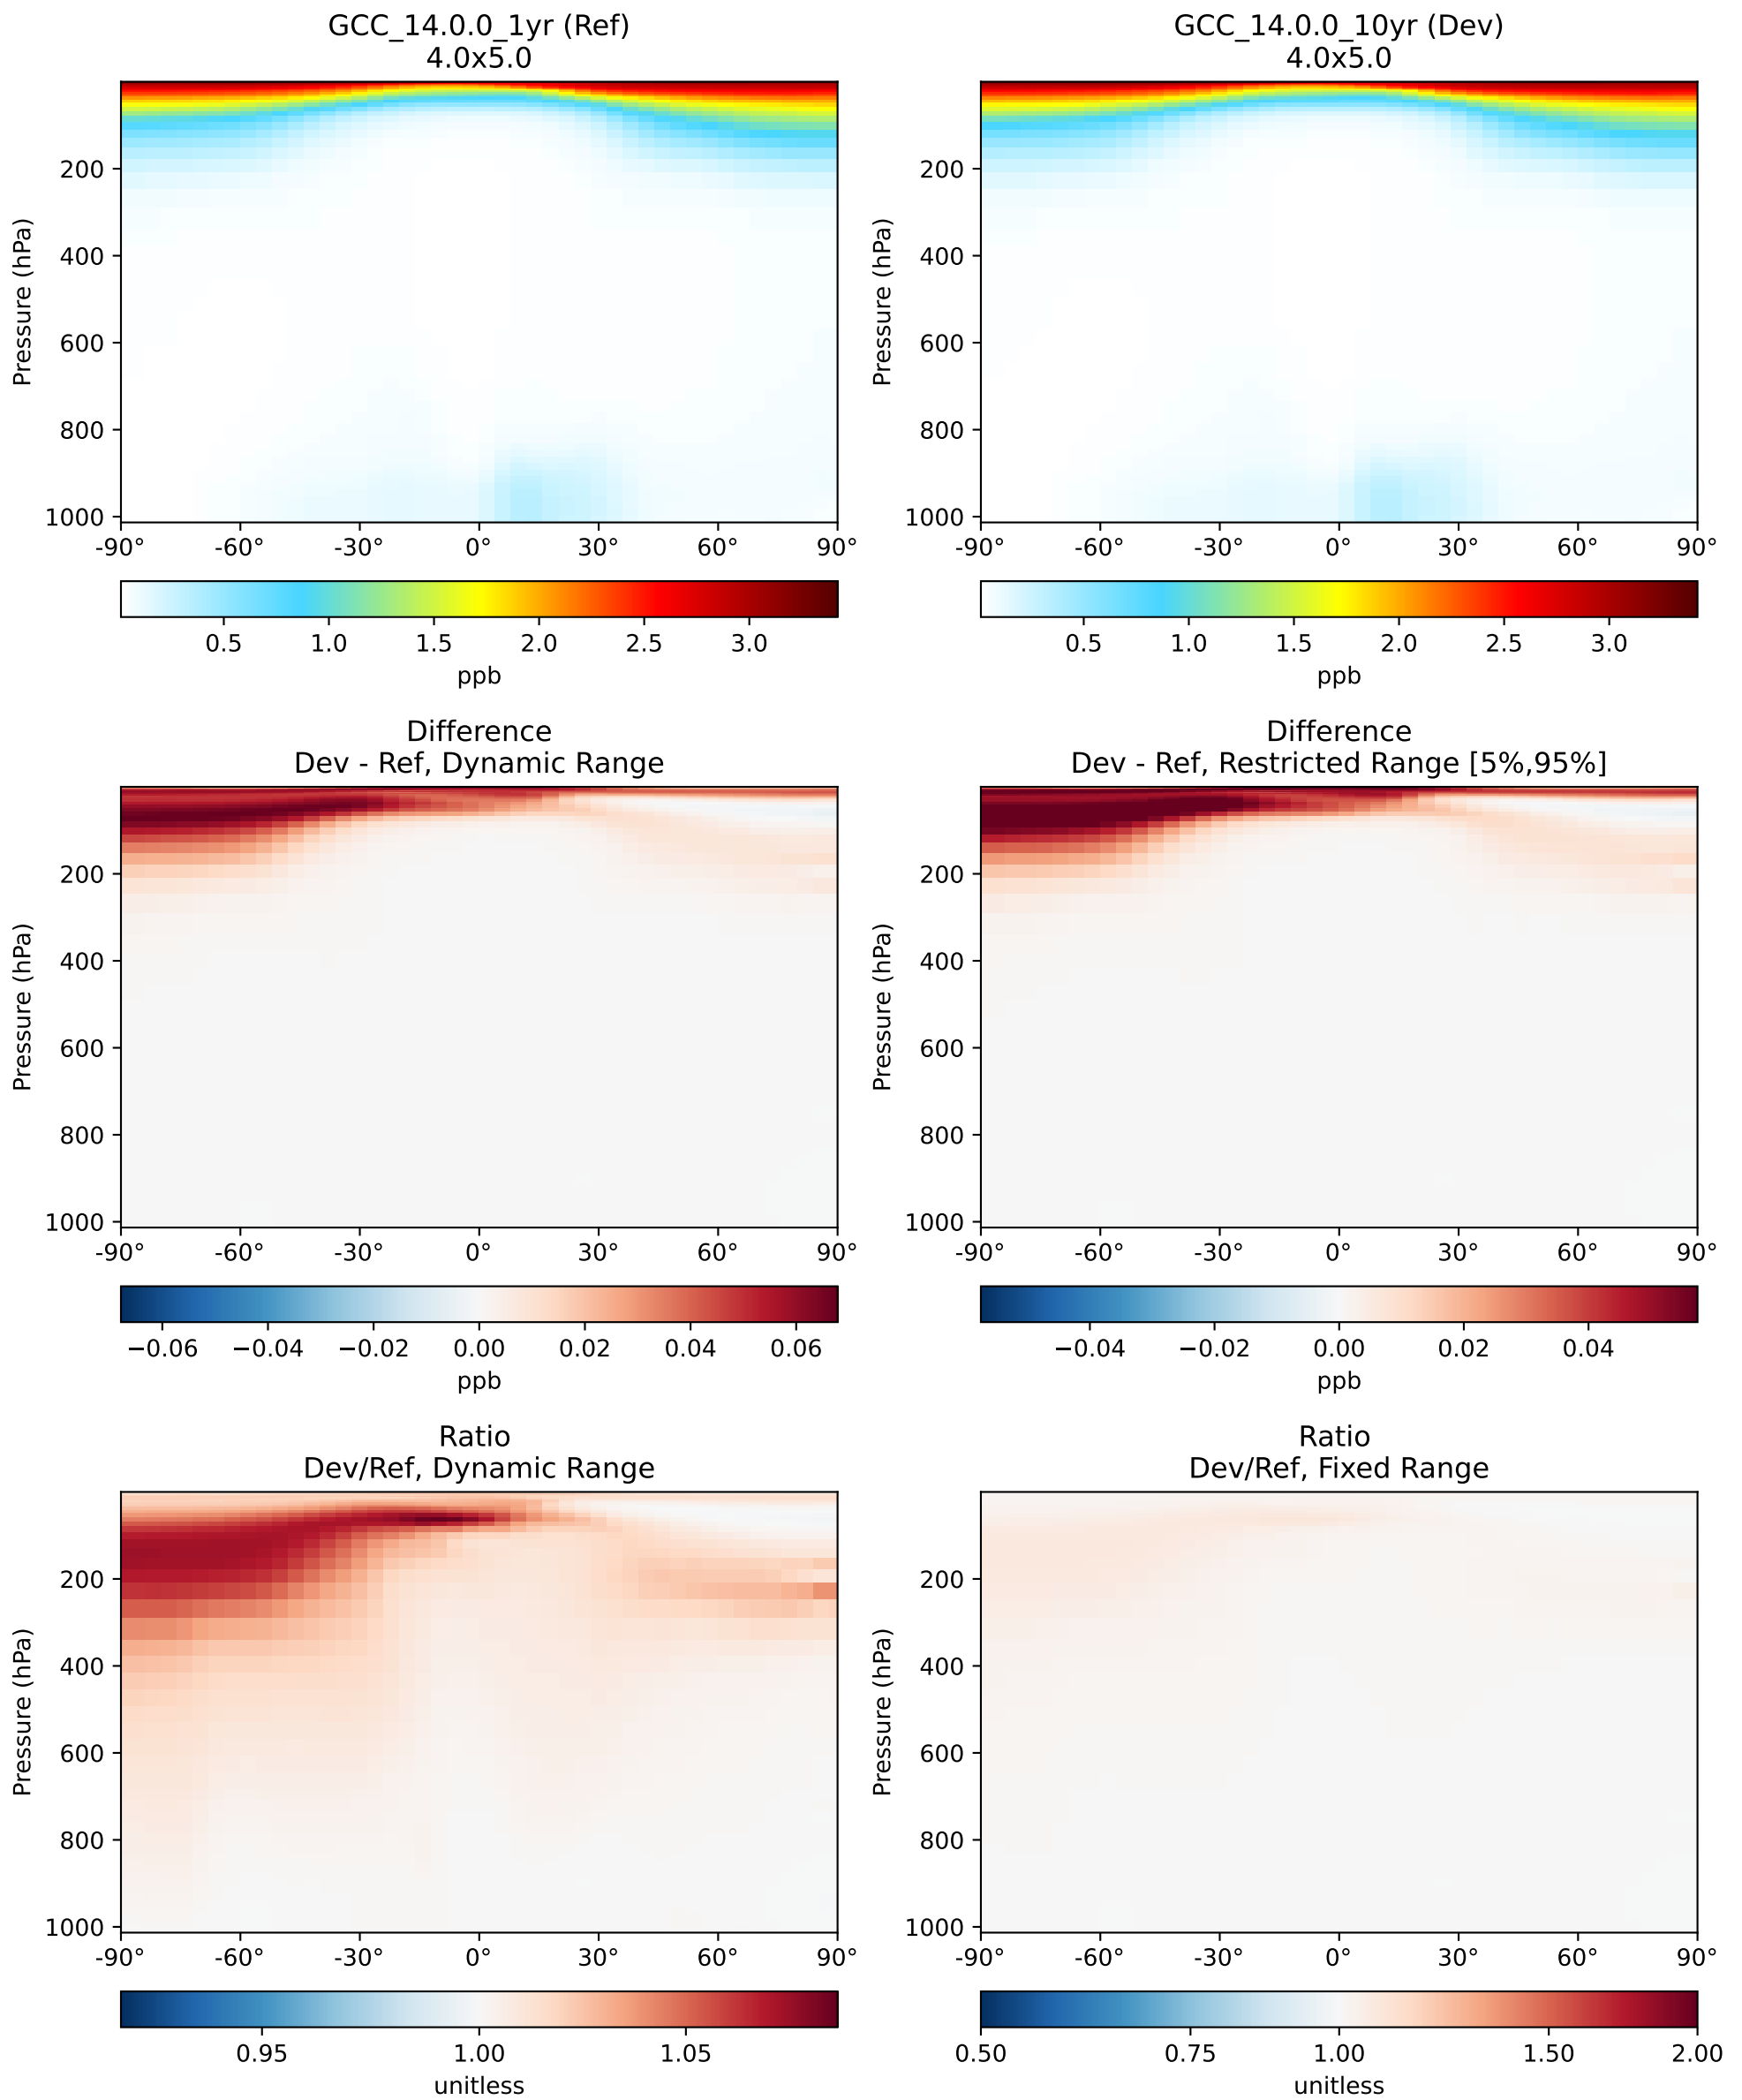 GCC_14.0.0_1yr (Ref)
4.0x5.0
GCC_14.0.0_10yr (Dev)
4.0x5.0
Pressure (hPa)
200
400
600
800
1000
-90° -60° -30° 0° 30° 60° 90°
0.5 1.0 1.5 2.0 2.5 3.0
ppb
Pressure (hPa)
200
400
600
800
1000
-90° -60° -30° 0° 30° 60° 90°
0.5 1.0 1.5 2.0 2.5 3.0
ppb
Difference
Dev - Ref, Dynamic Range
Pressure (hPa)
200
400
600
800
1000
-90° -60° -30° 0° 30° 60° 90°
−0.06 −0.04 −0.02 0.00 0.02 0.04 0.06
ppb
Difference
Dev - Ref, Restricted Range [5%,95%]
Pressure (hPa)
200
400
600
800
1000
-90° -60° -30° 0° 30° 60° 90°
−0.04 −0.02 0.00 0.02 0.04
ppb
Ratio
Dev/Ref, Dynamic Range
Pressure (hPa)
200
400
600
800
1000
-90° -60° -30° 0° 30° 60° 90°
0.95 1.00 1.05
unitless
Ratio
Dev/Ref, Fixed Range
Pressure (hPa)
200
400
600
800
1000
-90° -60° -30° 0° 30° 60° 90°
0.50 0.75 1.00 1.50 2.00
unitless